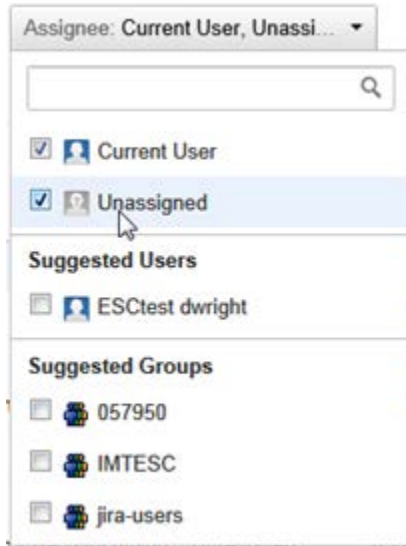 Assignee: Current User, Unassi...
Current User
Unassigned
Suggested Users
ESCtest dwright
Suggested Groups
057950
IMTESC
jira-users